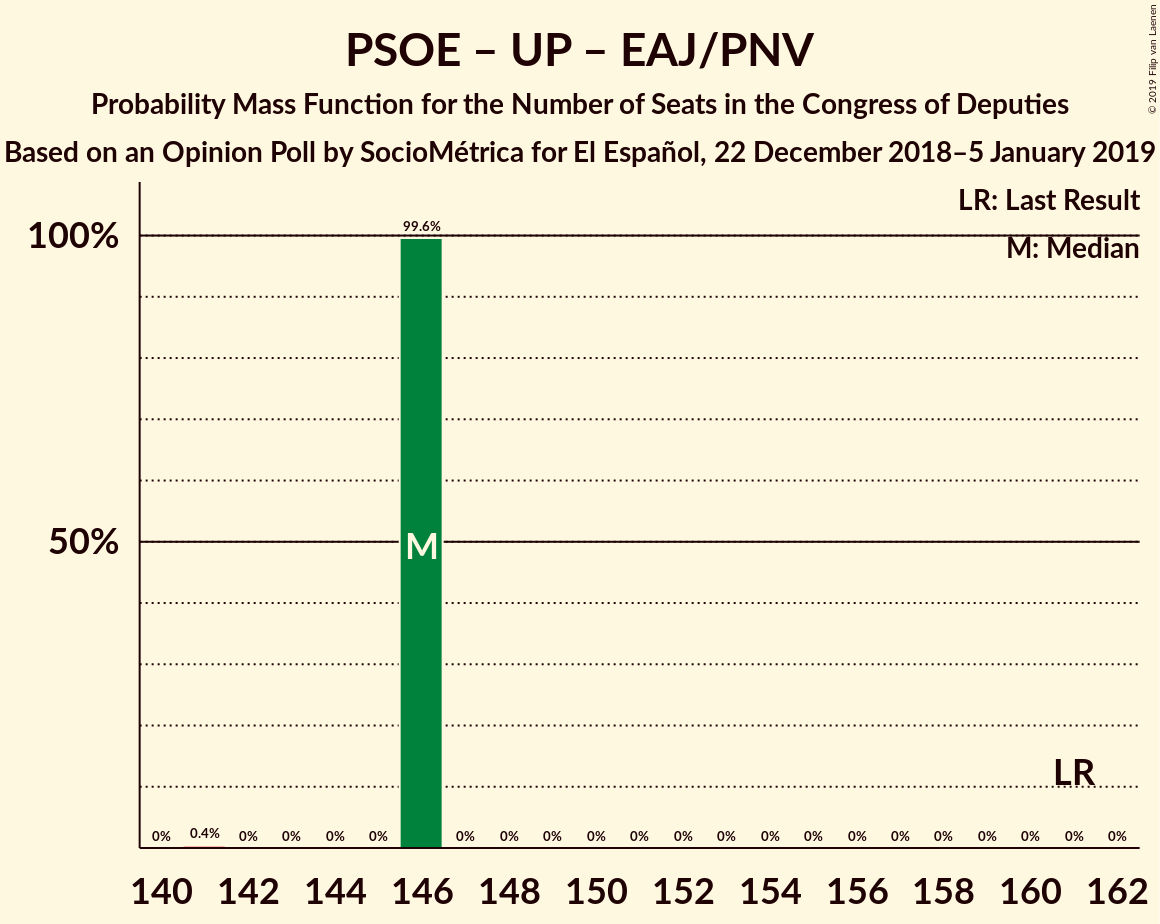 PSOE – UP – EAJ/PNV
Probability Mass Function for the Number of Seats in the Congress of Deputies
Based on an Opinion Poll by SocioMétrica for El Español, 22 December 2018–5 January 2019
© 2019 Filip van Laenen
LR: Last Result
M: Median
100%
50%
99.6%
M
LR
0% 0.4% 0% 0% 0% 0% 0% 0% 0% 0% 0% 0% 0% 0% 0% 0% 0% 0% 0% 0% 0% 0%
140 142 144 146 148 150 152 154 156 158 160 162